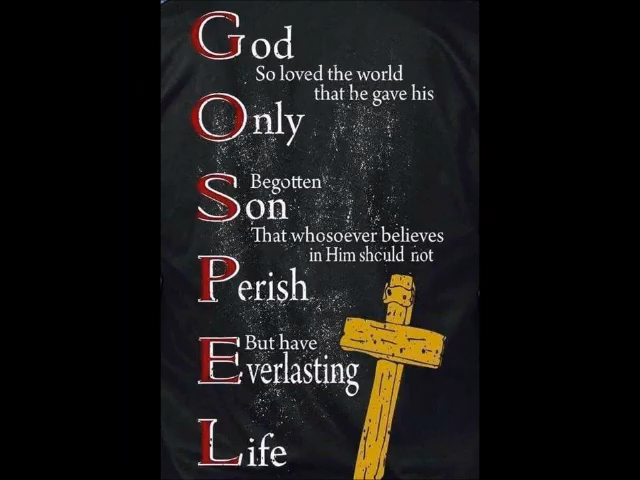 God
So loved the world
that he gave his
Only
Begotten
Son
That whosoever believes
in Him should not
Perish
But have
Everlasting
Life